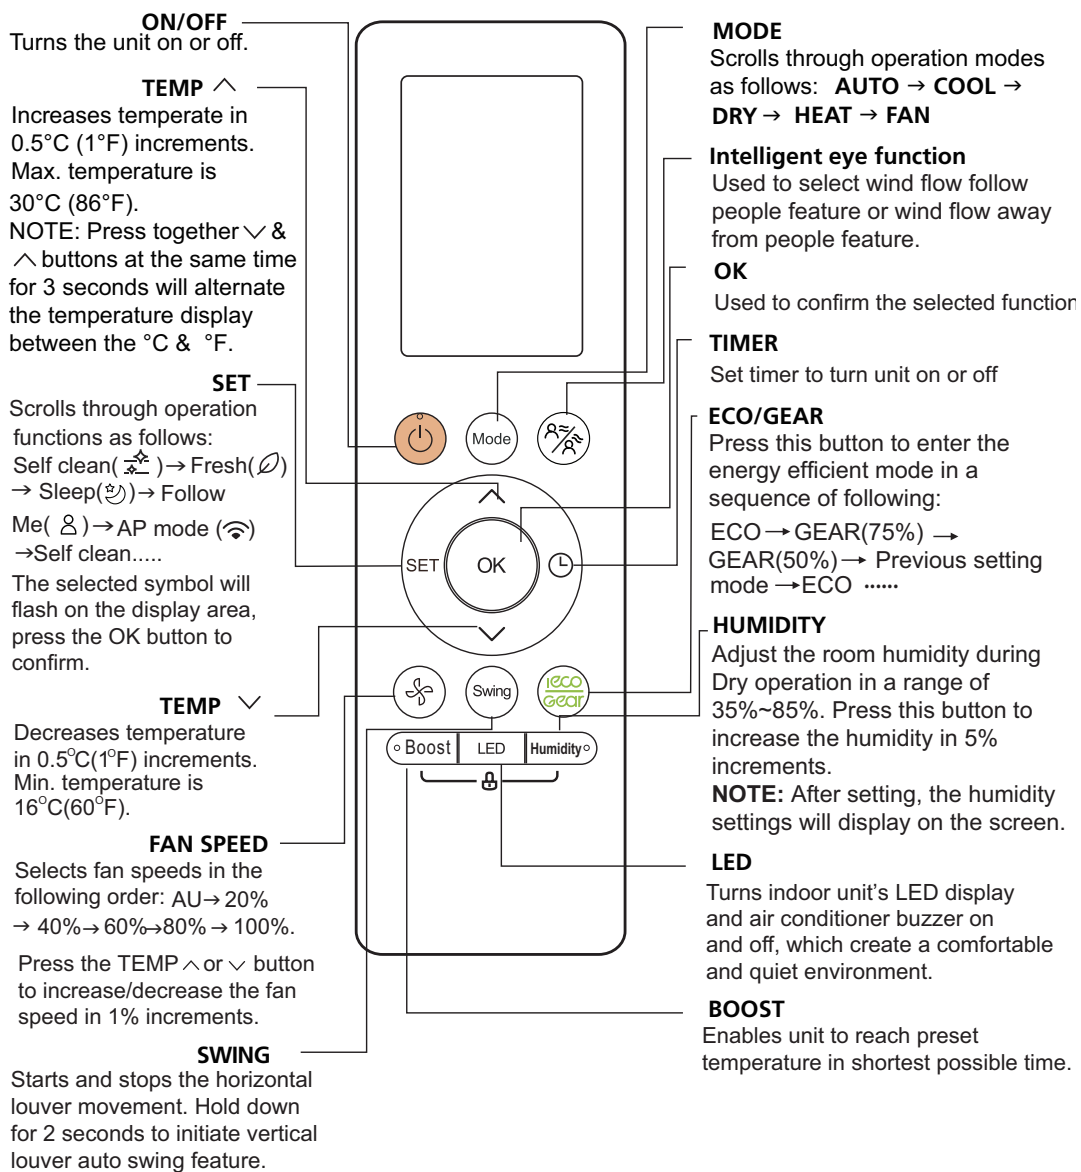 ON/OFF
Turns the unit on or off.
TEMP ︿
Increases temperate in
0.5°C (1°F) increments.
Max. temperature is
30°C (86°F).
NOTE: Press together ﹀ &
︿ buttons at the same time
for 3 seconds will alternate
the temperature display
between the °C & °F.
SET
Scrolls through operation
functions as follows:
Self clean( ) → Fresh( )
→ Sleep( ) → Follow
Me( ) → AP mode ( )
→Self clean.....
The selected symbol will
flash on the display area,
press the OK button to
confirm.
TEMP ﹀
Decreases temperature
in 0.5°C(1°F) increments.
Min. temperature is
16°C(60°F).
FAN SPEED
Selects fan speeds in the
following order: AU→ 20%
→ 40%→ 60%→80% → 100%.
Press the TEMP ︿ or ﹀ button
to increase/decrease the fan
speed in 1% increments.
SWING
Starts and stops the horizontal
louver movement. Hold down
for 2 seconds to initiate vertical
louver auto swing feature.
Mode
SET
OK
Swing
ieco
Gear
Boost
LED
Humidity
MODE
Scrolls through operation modes
as follows: AUTO → COOL →
DRY → HEAT → FAN
Intelligent eye function
Used to select wind flow follow
people feature or wind flow away
from people feature.
OK
Used to confirm the selected function
TIMER
Set timer to turn unit on or off
ECO/GEAR
Press this button to enter the
energy efficient mode in a
sequence of following:
ECO → GEAR(75%) →
GEAR(50%) → Previous setting
mode → ECO ······
HUMIDITY
Adjust the room humidity during
Dry operation in a range of
35%~85%. Press this button to
increase the humidity in 5%
increments.
NOTE: After setting, the humidity
settings will display on the screen.
LED
Turns indoor unit's LED display
and air conditioner buzzer on
and off, which create a comfortable
and quiet environment.
BOOST
Enables unit to reach preset
temperature in shortest possible time.